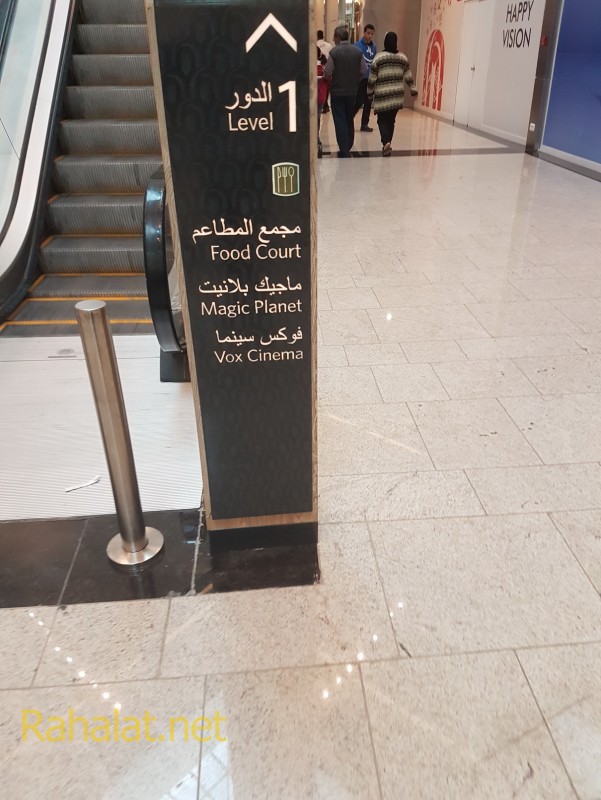 HAPPY
VISION
الدور 1
Level
مجمع المطاعم
Food Court
ماجيك بلانيت
Magic Planet
فوكس سينما
Vox Cinema
Rahalat.net